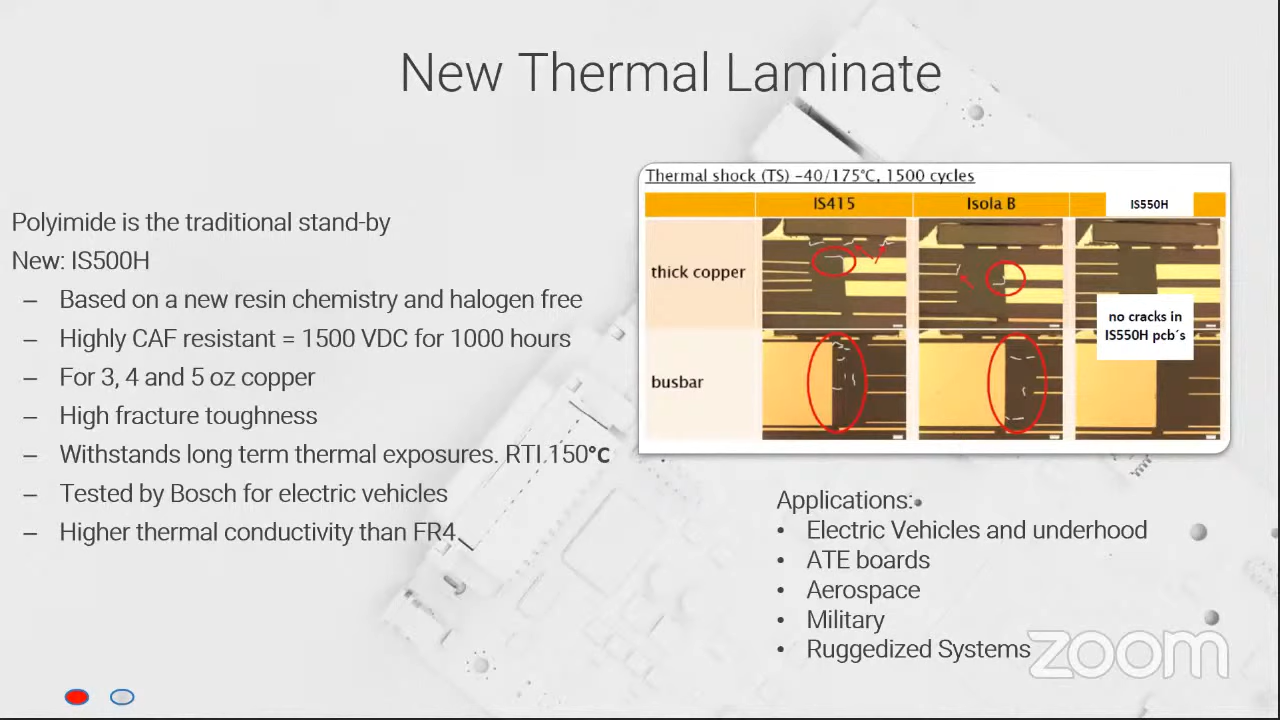 New Thermal Laminate
Polyimide is the traditional stand-by
New: IS500H
– Based on a new resin chemistry and halogen free
– Highly CAF resistant = 1500 VDC for 1000 hours
– For 3, 4 and 5 oz copper
– High fracture toughness
– Withstands long term thermal exposures. RTI 150°C
– Tested by Bosch for electric vehicles
– Higher thermal conductivity than FR4
Thermal shock (TS) -40/175°C, 1500 cycles
IS415 Isola B IS550H
thick copper
no cracks in
IS550H pcb´s
busbar
Applications:
• Electric Vehicles and underhood
• ATE boards
• Aerospace
• Military
• Ruggedized Systems
zoom